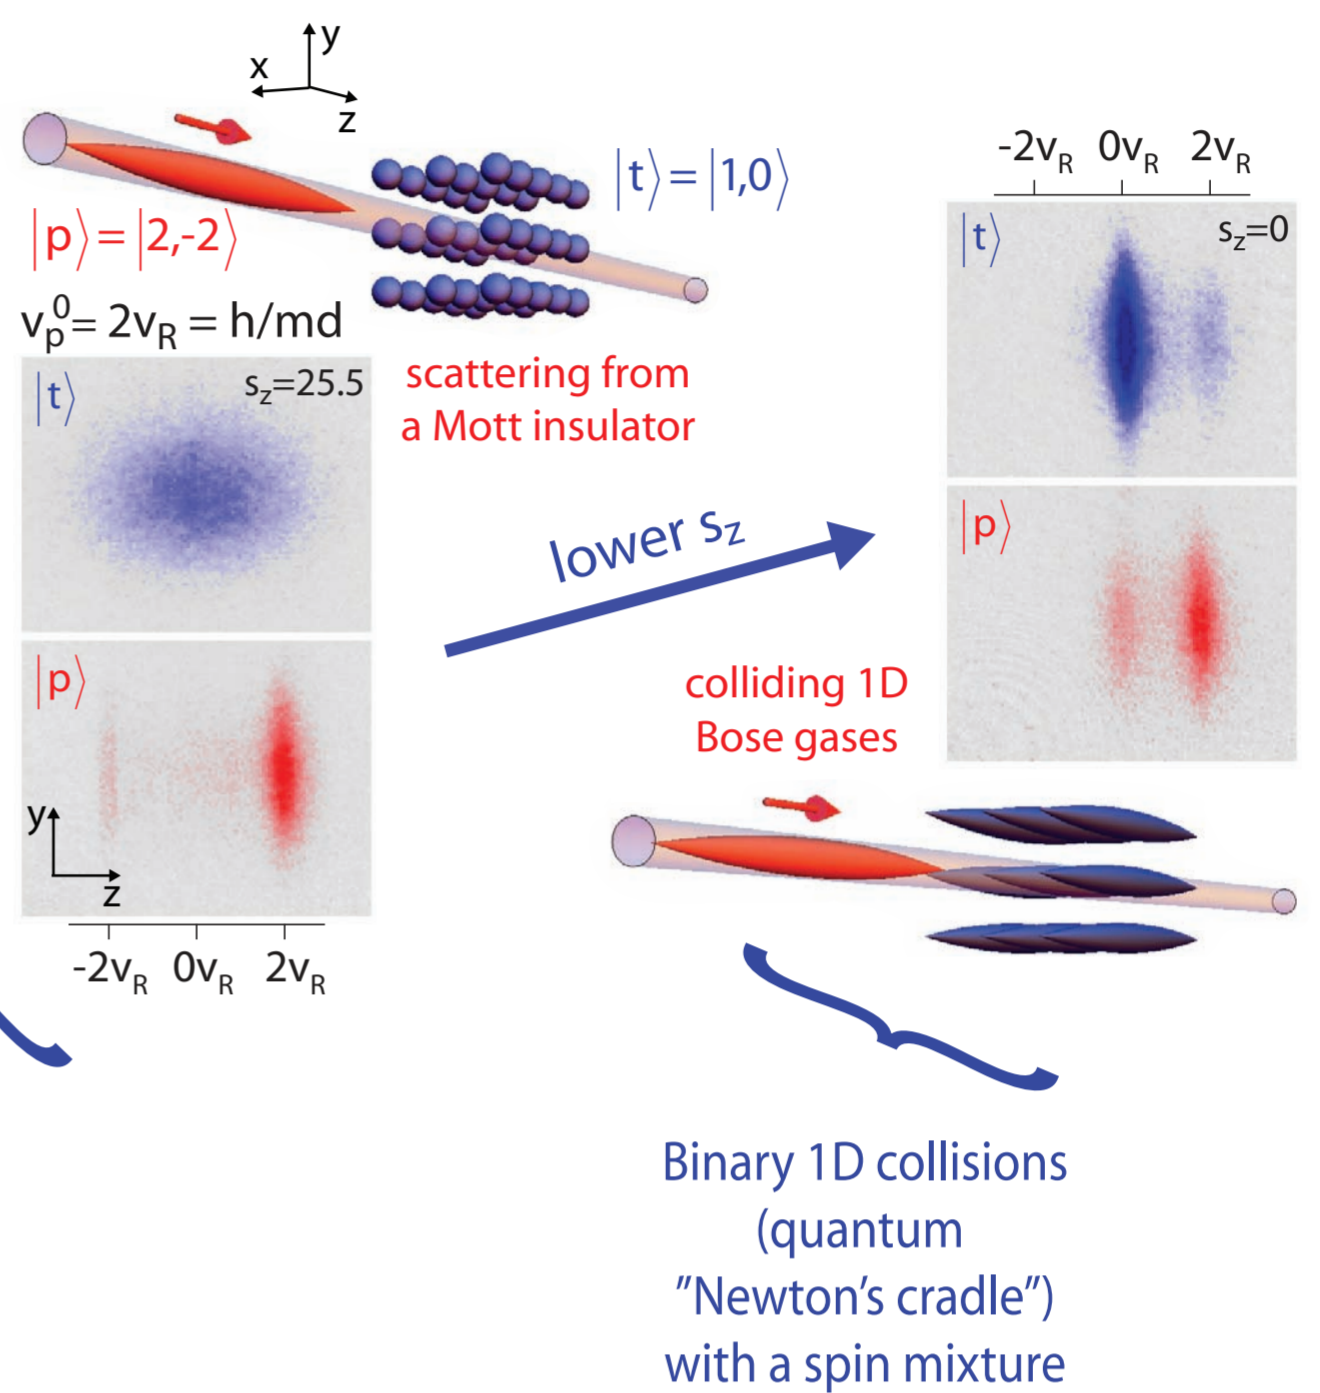 y
x
z
|t⟩=|1,0⟩
|p⟩=|2,-2⟩
v_p^0= 2v_R = h/md
|t⟩
s_z=25.5
scattering from
a Mott insulator
|p⟩
y
z
-2v_R 0v_R 2v_R
lower s_z
-2v_R 0v_R 2v_R
|t⟩
s_z=0
|p⟩
colliding 1D
Bose gases
Binary 1D collisions
(quantum
"Newton's cradle")
with a spin mixture